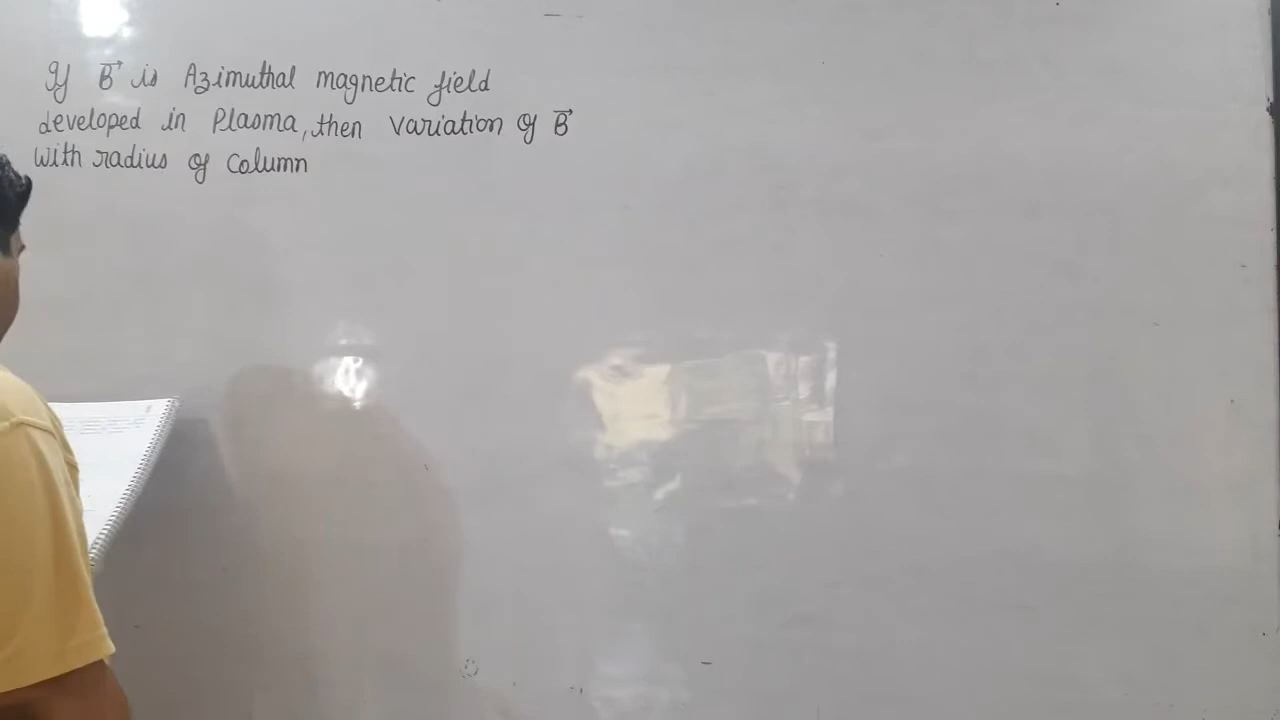 If B⃗ is Azimuthal magnetic field
developed in Plasma, then variation of B⃗
with radius of column